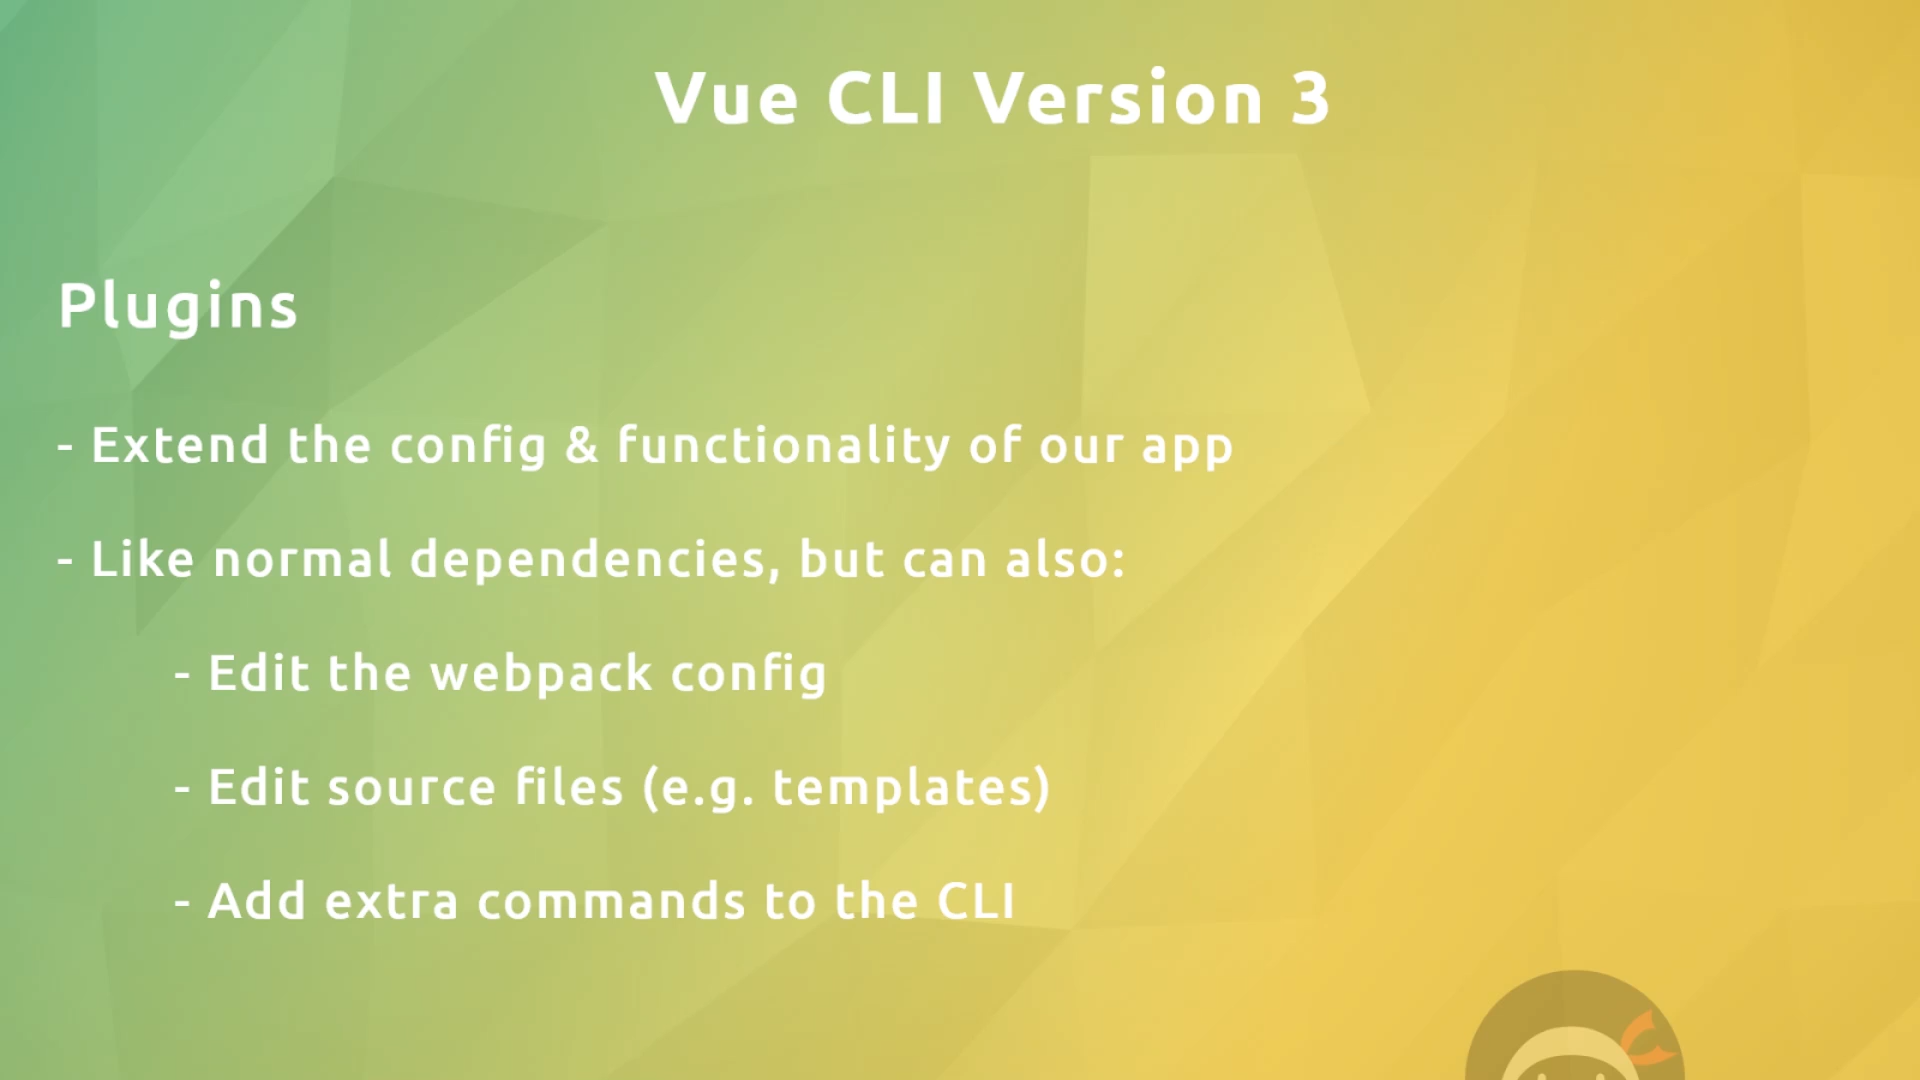 Vue CLI Version 3
Plugins
- Extend the config & functionality of our app
- Like normal dependencies, but can also:
- Edit the webpack config
- Edit source files (e.g. templates)
- Add extra commands to the CLI